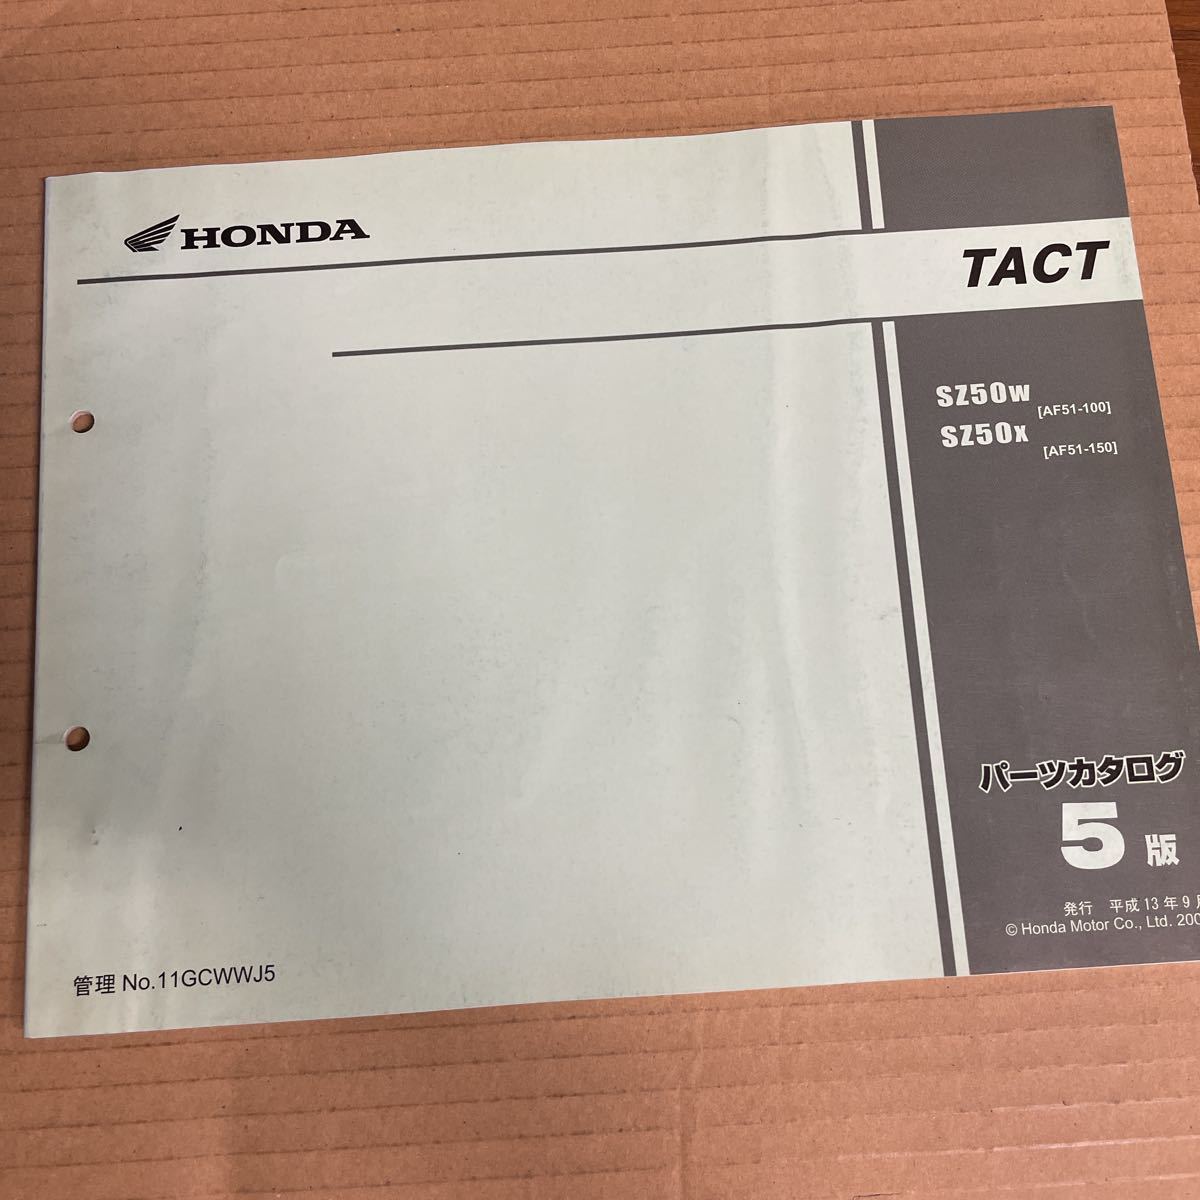 HONDA
TACT
SZ50W [AF51-100]
SZ50X [AF51-150]
パーツカタログ
5版
発行 平成13年9月
© Honda Motor Co., Ltd. 200
管理 No.11GCWWJ5